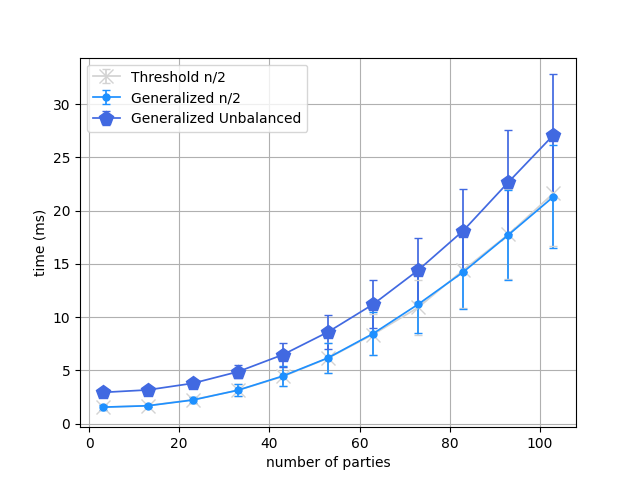 Threshold n/2
Generalized n/2
Generalized Unbalanced
30
25
20
15
10
5
0
time (ms)
0 20 40 60 80 100
number of parties